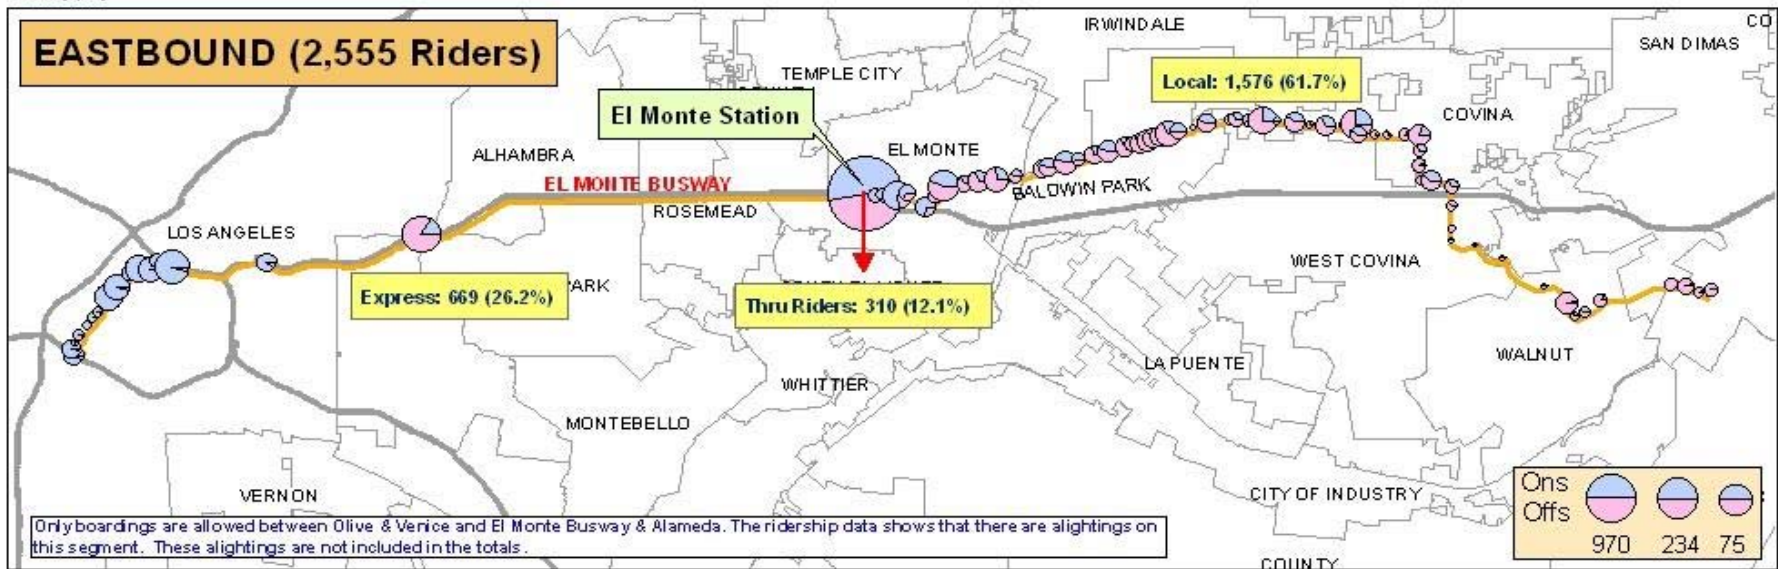 EASTBOUND (2,555 Riders)
IRWINDALE
CO
SAN DIMAS
TEMPLE CITY
Local: 1,576 (61.7%)
El Monte Station
COVINA
ALHAMBRA
EL MONTE
EL MONTE BUSWAY
BALDWIN PARK
ROSEMEAD
LOS ANGELES
WEST COVINA
Express: 669 (26.2%)
PARK
Thru Riders: 310 (12.1%)
WALNUT
LA PUENTE
WHITTIER
MONTEBELLO
VERNON
CITY OF INDUSTRY
Ons
Offs
970 234 75
Only boardings are allowed between Olive & Venice and El Monte Busway & Alameda. The ridership data shows that there are alightings on
this segment. These alightings are not included in the totals.
COUNTY